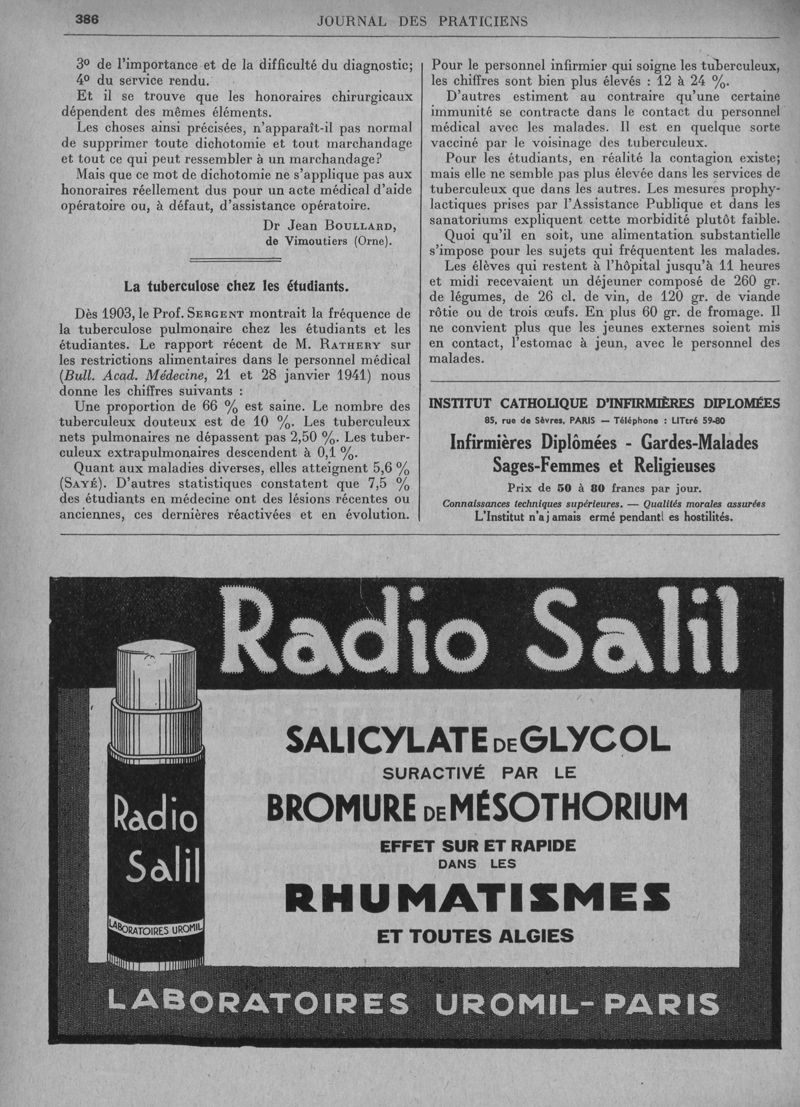 386
JOURNAL DES PRATICIENS
3º de l'importance et de la difficulté du diagnostic;
4º du service rendu.
Et il se trouve que les honoraires chirurgicaux
dépendent des mêmes éléments.
Les choses ainsi précisées, n'apparaît-il pas normal
de supprimer toute dichotomie et tout marchandage
et tout ce qui peut ressembler à un marchandage?
Mais que ce mot de dichotomie ne s'applique pas aux
honoraires réellement dus pour un acte médical d'aide
opératoire ou, à défaut, d'assistance opératoire.
Dr Jean BOULLARD,
de Vimoutiers (Orne).
La tuberculose chez les étudiants.
Dès 1903, le Prof. SERGENT montrait la fréquence de
la tuberculose pulmonaire chez les étudiants et les
étudiantes. Le rapport récent de M. RATHERY sur
les restrictions alimentaires dans le personnel médical
(Bull. Acad. Médecine, 21 et 28 janvier 1941) nous
donne les chiffres suivants :
Une proportion de 66 % est saine. Le nombre des
tuberculeux douteux est de 10 %. Les tuberculeux
nets pulmonaires ne dépassent pas 2,50 %. Les tuber-
culeux extrapulmonaires descendent à 0,1 %.
Quant aux maladies diverses, elles atteignent 5,6 %
(SAYÉ). D'autres statistiques constatent que 7,5 %
des étudiants en médecine ont des lésions récentes ou
anciennes, ces dernières réactivées et en évolution.
Pour le personnel infirmier qui soigne les tuberculeux,
les chiffres sont bien plus élevés : 12 à 24 %.
D'autres estiment au contraire qu'une certaine
immunité se contracte dans le contact du personnel
médical avec les malades. Il est en quelque sorte
vacciné par le voisinage des tuberculeux.
Pour les étudiants, en réalité la contagion existe;
mais elle ne semble pas plus élevée dans les services de
tuberculeux que dans les autres. Les mesures prophy-
lactiques prises par l'Assistance Publique et dans les
sanatoriums expliquent cette morbidité plutôt faible.
Quoi qu'il en soit, une alimentation substantielle
s'impose pour les sujets qui fréquentent les malades.
Les élèves qui restent à l'hôpital jusqu'à 11 heures
et midi recevaient un déjeuner composé de 260 gr.
de légumes, de 26 cl. de vin, de 120 gr. de viande
rôtie ou de trois œufs. En plus 60 gr. de fromage. Il
ne convient plus que les jeunes externes soient mis
en contact, l'estomac à jeun, avec le personnel des
malades.
INSTITUT CATHOLIQUE D'INFIRMIÈRES DIPLOMÉES
85, rue de Sèvres, PARIS — Téléphone : LITtré 59-80
Infirmières Diplômées - Gardes-Malades
Sages-Femmes et Religieuses
Prix de 50 à 80 francs par jour.
Connaissances techniques supérieures. — Qualités morales assurées
L'Institut n'aj amais ermé pendantl es hostilités.
Radio Salil
SALICYLATE DE GLYCOL
SURACTIVÉ PAR LE
BROMURE DE MÉSOTHORIUM
EFFET SUR ET RAPIDE
DANS LES
RHUMATISMES
ET TOUTES ALGIES
Radio
Salil
LABORATOIRES UROMIL
LABORATOIRES UROMIL-PARIS